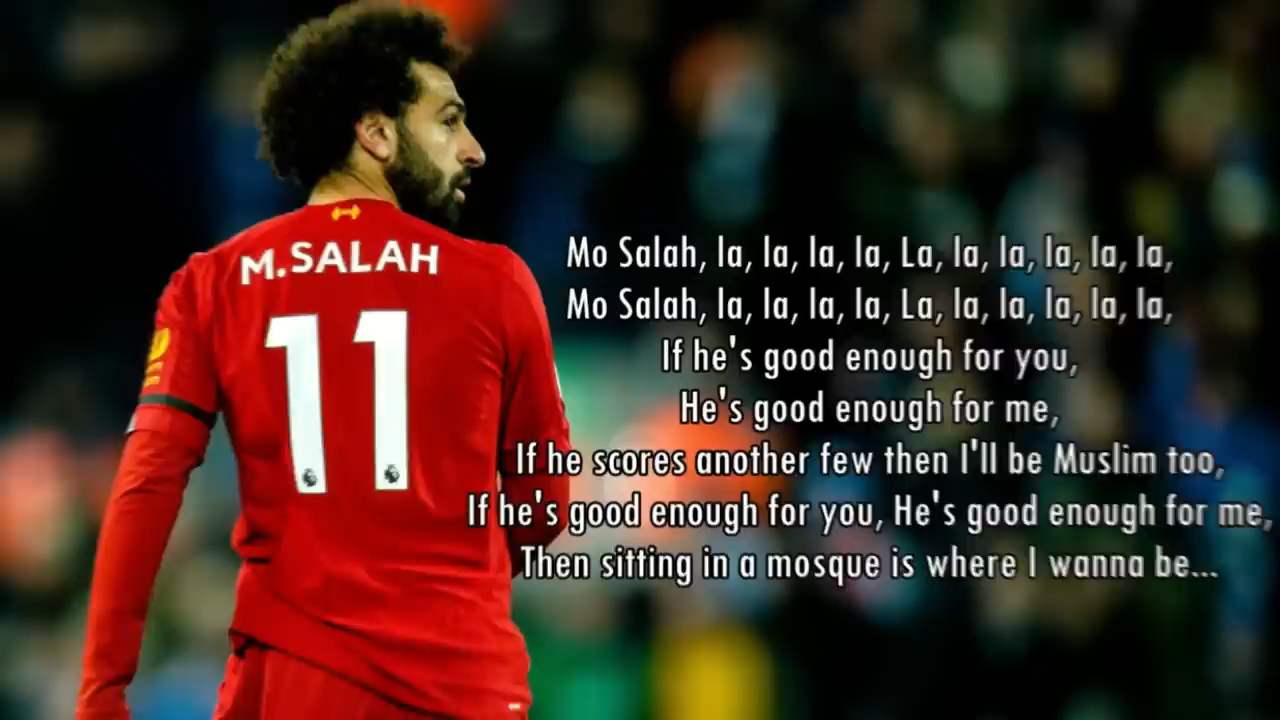 M.SALAH
11
Mo Salah, la, la, la, la, La, la, la, la, la, la,
Mo Salah, la, la, la, la, La, la, la, la, la, la,
If he's good enough for you,
He's good enough for me,
If he scores another few then I'll be Muslim too,
If he's good enough for you, He's good enough for me,
Then sitting in a mosque is where I wanna be...